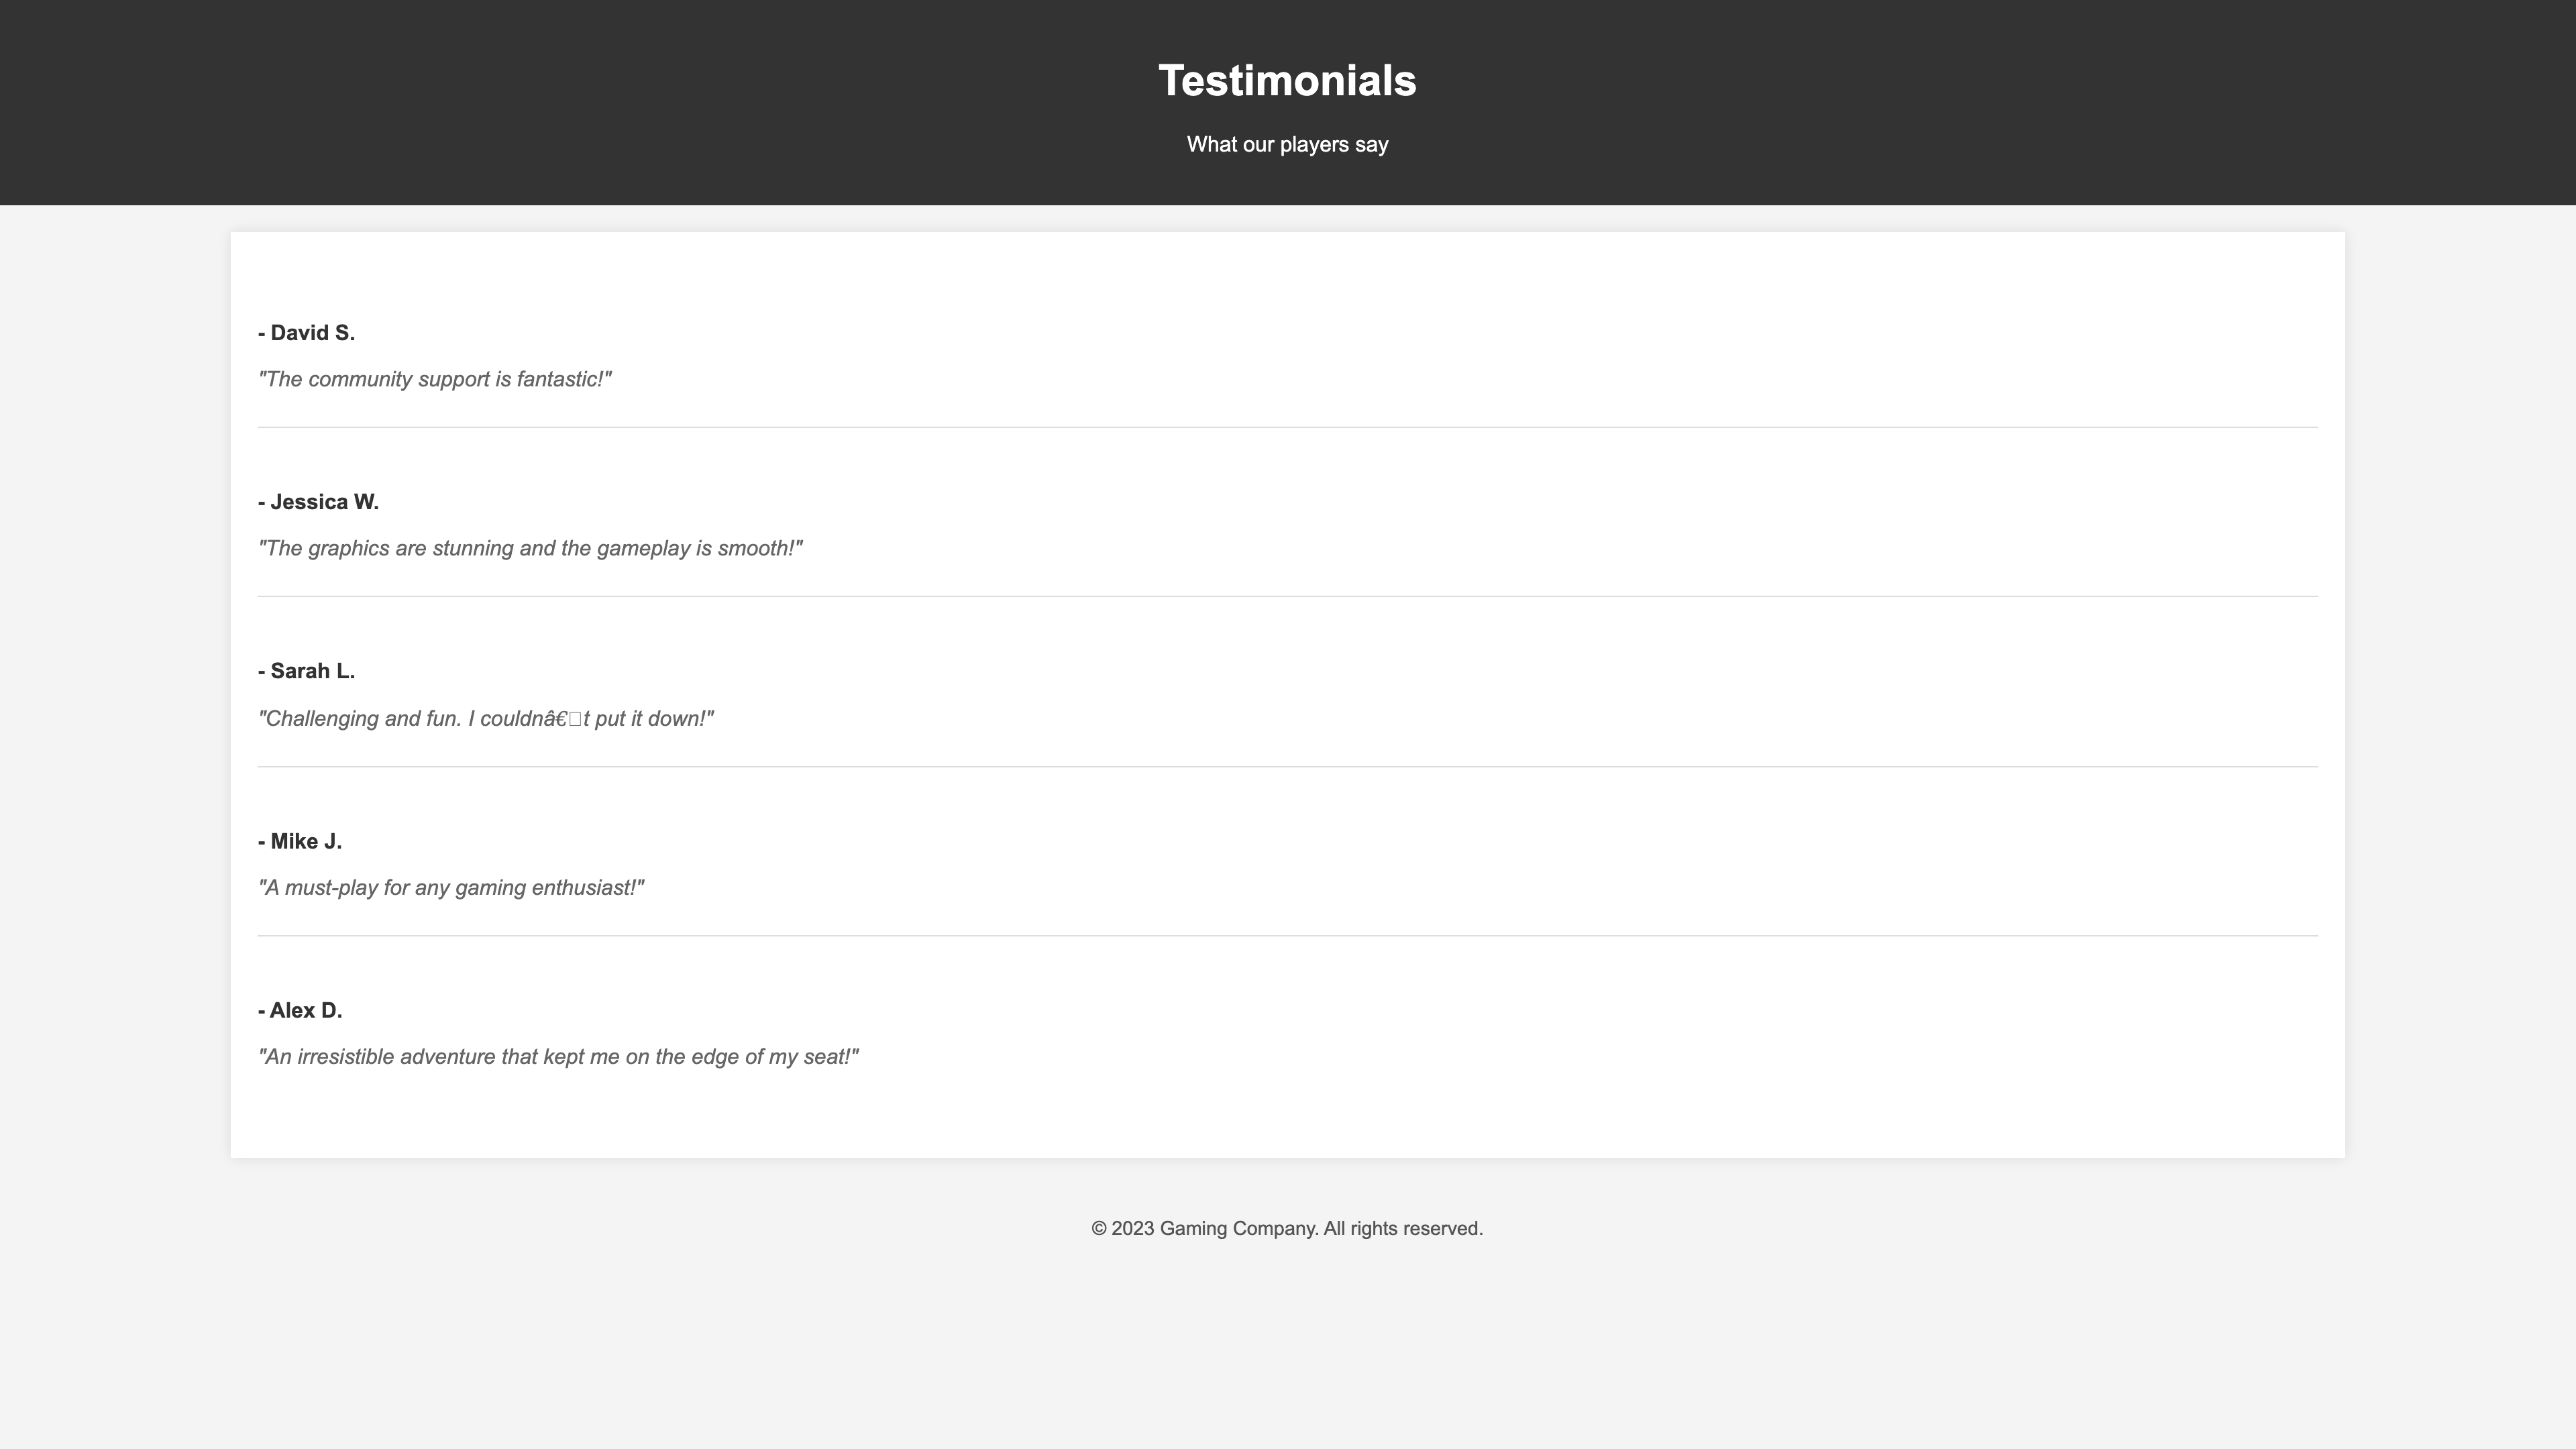 Testimonials
What our players say
- David S.
"The community support is fantastic!"
- Jessica W.
"The graphics are stunning and the gameplay is smooth!"
- Sarah L.
"Challenging and fun. I couldnâ€□t put it down!"
- Mike J.
"A must-play for any gaming enthusiast!"
- Alex D.
"An irresistible adventure that kept me on the edge of my seat!"
© 2023 Gaming Company. All rights reserved.